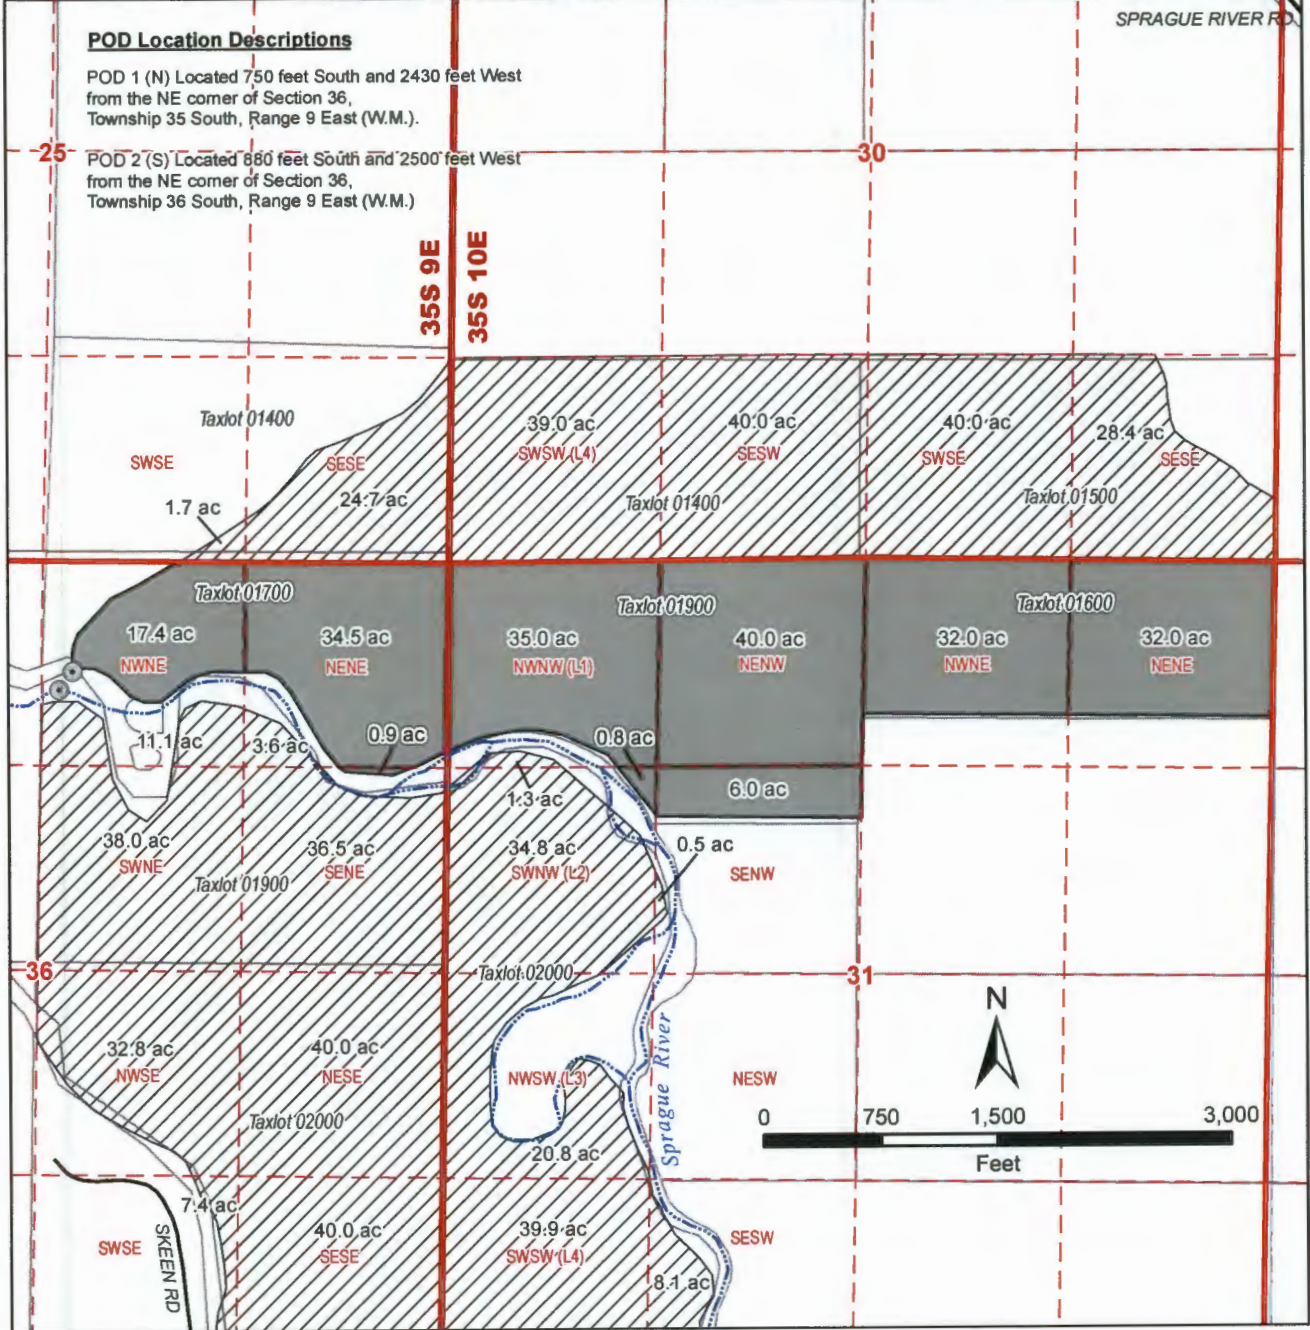 SPRAGUE RIVER RD
POD Location Descriptions
POD 1 (N) Located 750 feet South and 2430 feet West
from the NE corner of Section 36,
Township 35 South, Range 9 East (W.M.).
25
30
POD 2 (S) Located 880 feet South and 2500 feet West
from the NE corner of Section 36,
Township 36 South, Range 9 East (W.M.)
35S 9E
35S 10E
Taxlot 01400
39.0 ac
40.0 ac
40.0 ac
28.4 ac
SWSE
SESE
SWSW (L4)
SESW
SWSE
SESE
1.7 ac
24.7 ac
Taxlot 01400
Taxlot 01500
Taxlot 01700
Taxlot 01900
Taxlot 01600
17.4 ac
34.5 ac
35.0 ac
40.0 ac
32.0 ac
32.0 ac
NWNE
NENE
NWNW (L1)
NENW
NWNE
NENE
11.1 ac
3.6 ac
0.9 ac
0.8 ac
1.3 ac
6.0 ac
38.0 ac
36.5 ac
34.8 ac
0.5 ac
SWNE
SENE
SWNW (L2)
SENW
Taxlot 01900
36
Taxlot 02000
31
N
32.8 ac
40.0 ac
NWSE
NESE
NWSW (L3)
NESW
Sprague River
Taxlot 02000
20.8 ac
0 750 1,500 3,000
Feet
7.4 ac
40.0 ac
39.9 ac
SWSE
SESE
SWSW (L4)
SESW
SKEEN RD
8.1 ac